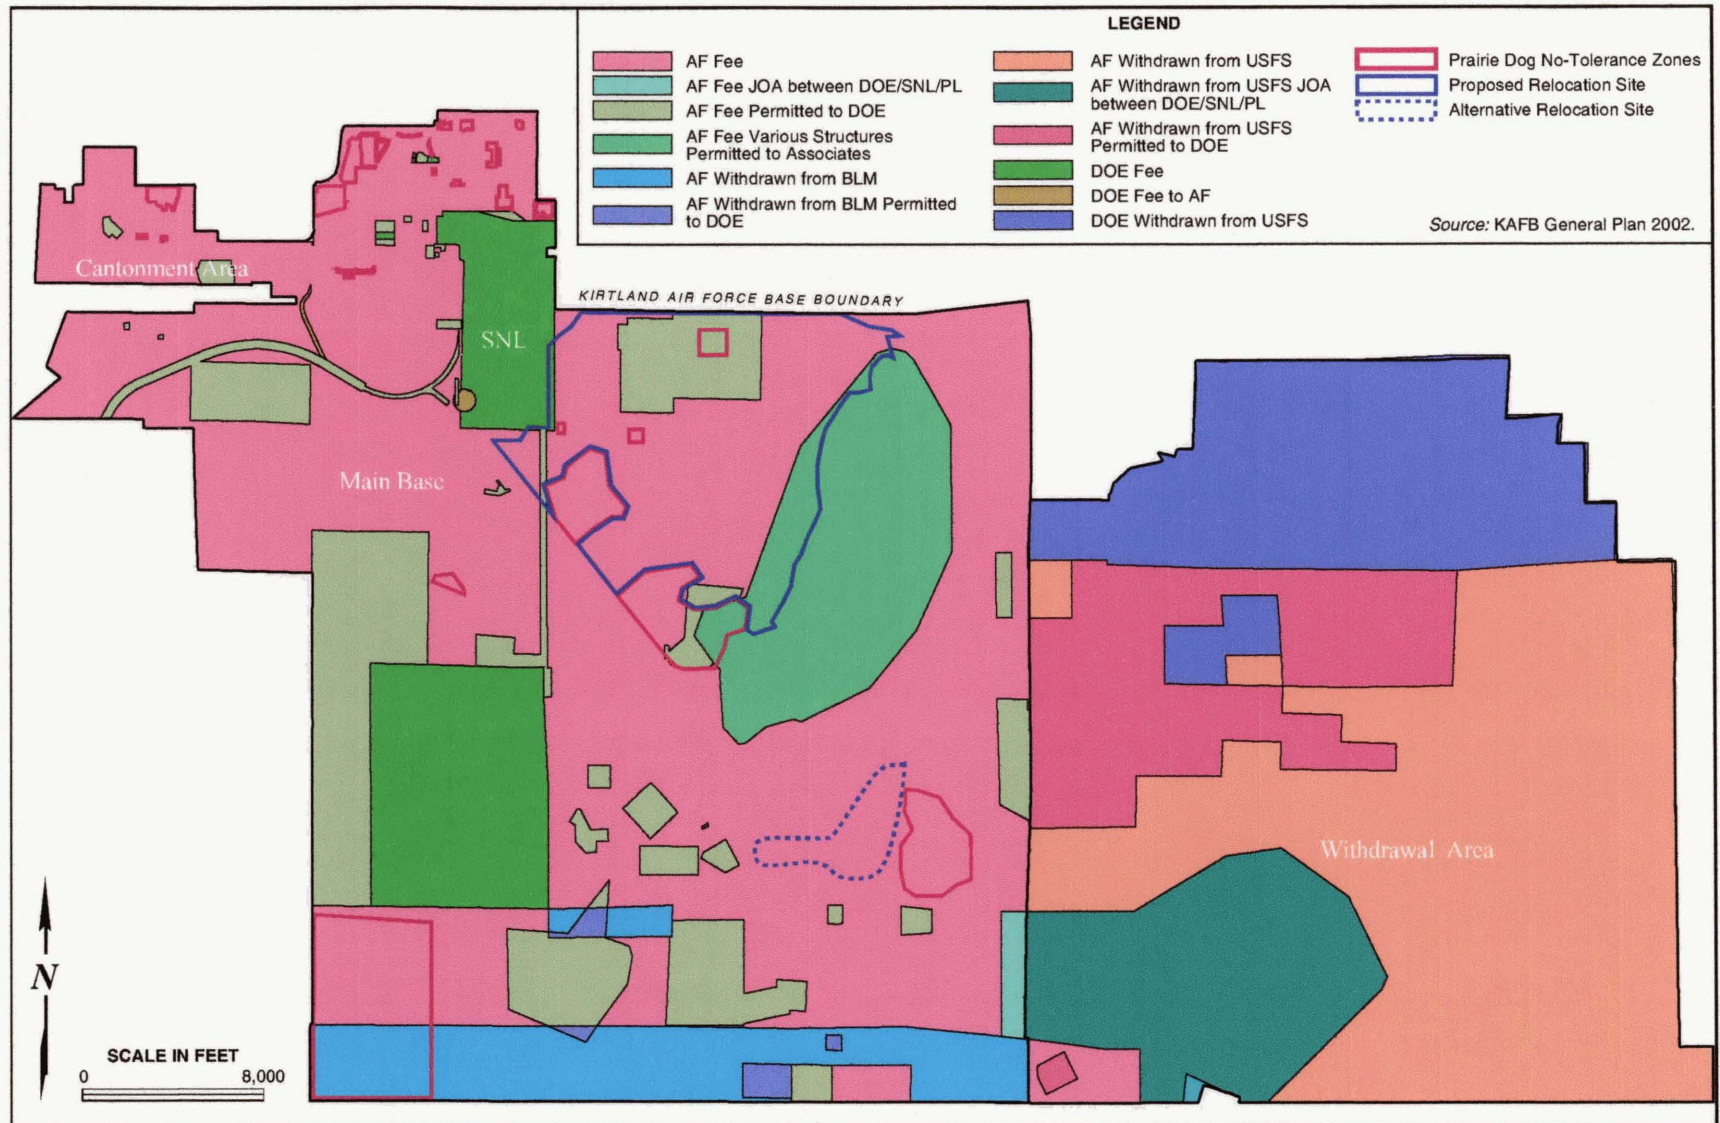 LEGEND
AF Fee
AF Fee JOA between DOE/SNL/PL
AF Fee Permitted to DOE
AF Fee Various Structures
Permitted to Associates
AF Withdrawn from BLM
AF Withdrawn from BLM Permitted
to DOE
AF Withdrawn from USFS
AF Withdrawn from USFS JOA
between DOE/SNL/PL
AF Withdrawn from USFS
Permitted to DOE
DOE Fee
DOE Fee to AF
DOE Withdrawn from USFS
Prairie Dog No-Tolerance Zones
Proposed Relocation Site
Alternative Relocation Site
Source: KAFB General Plan 2002.
Cantonment Area
KIRTLAND AIR FORCE BASE BOUNDARY
SNL
Main Base
Withdrawal Area
N
SCALE IN FEET
0 8,000